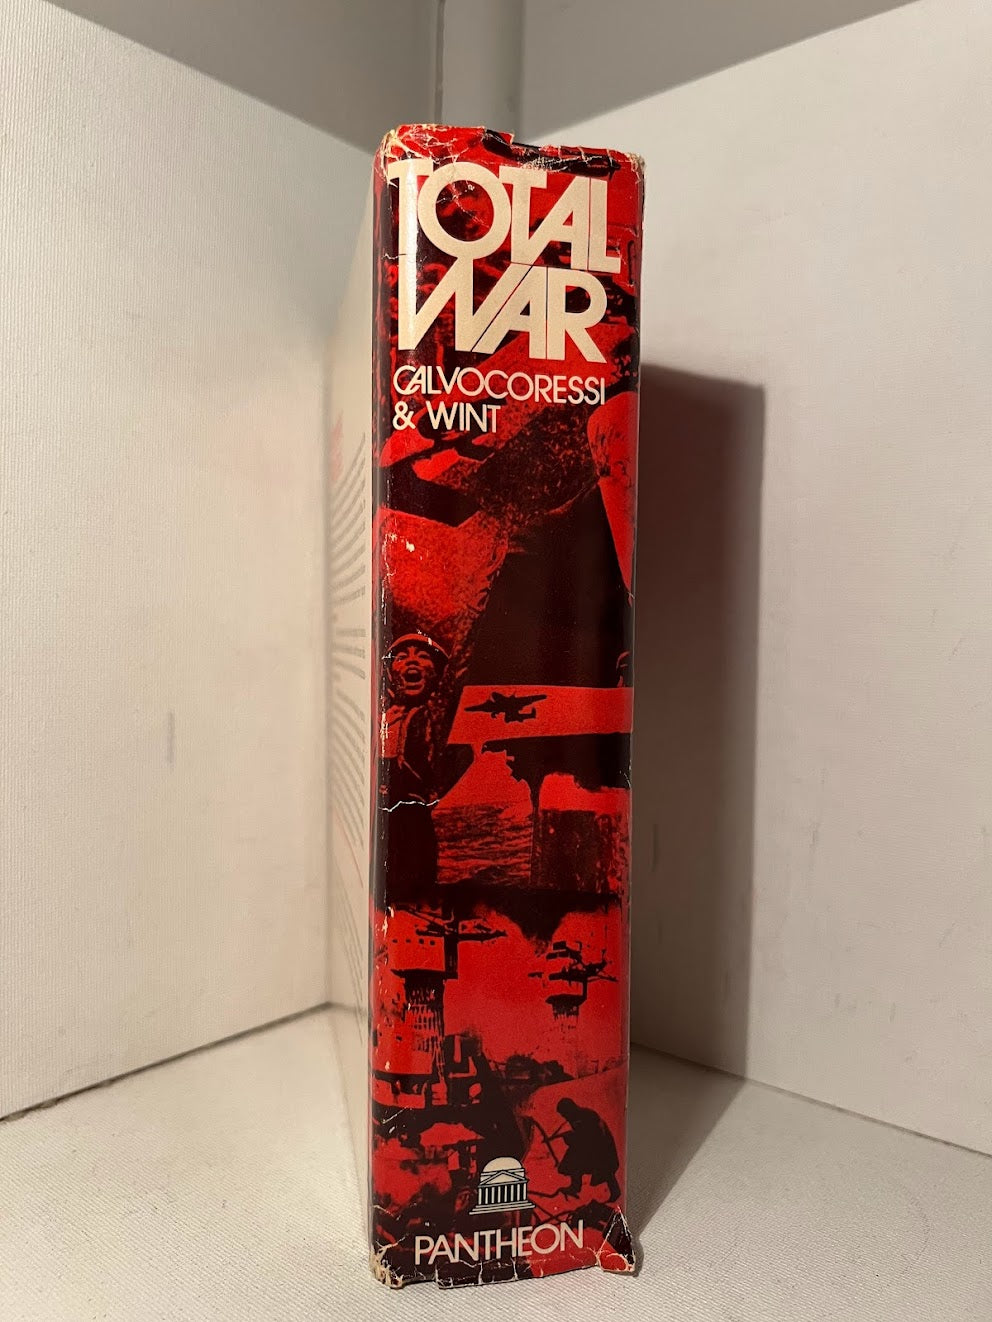 TOTAL
WAR
CALVOCORESSI
& WINT
PANTHEON